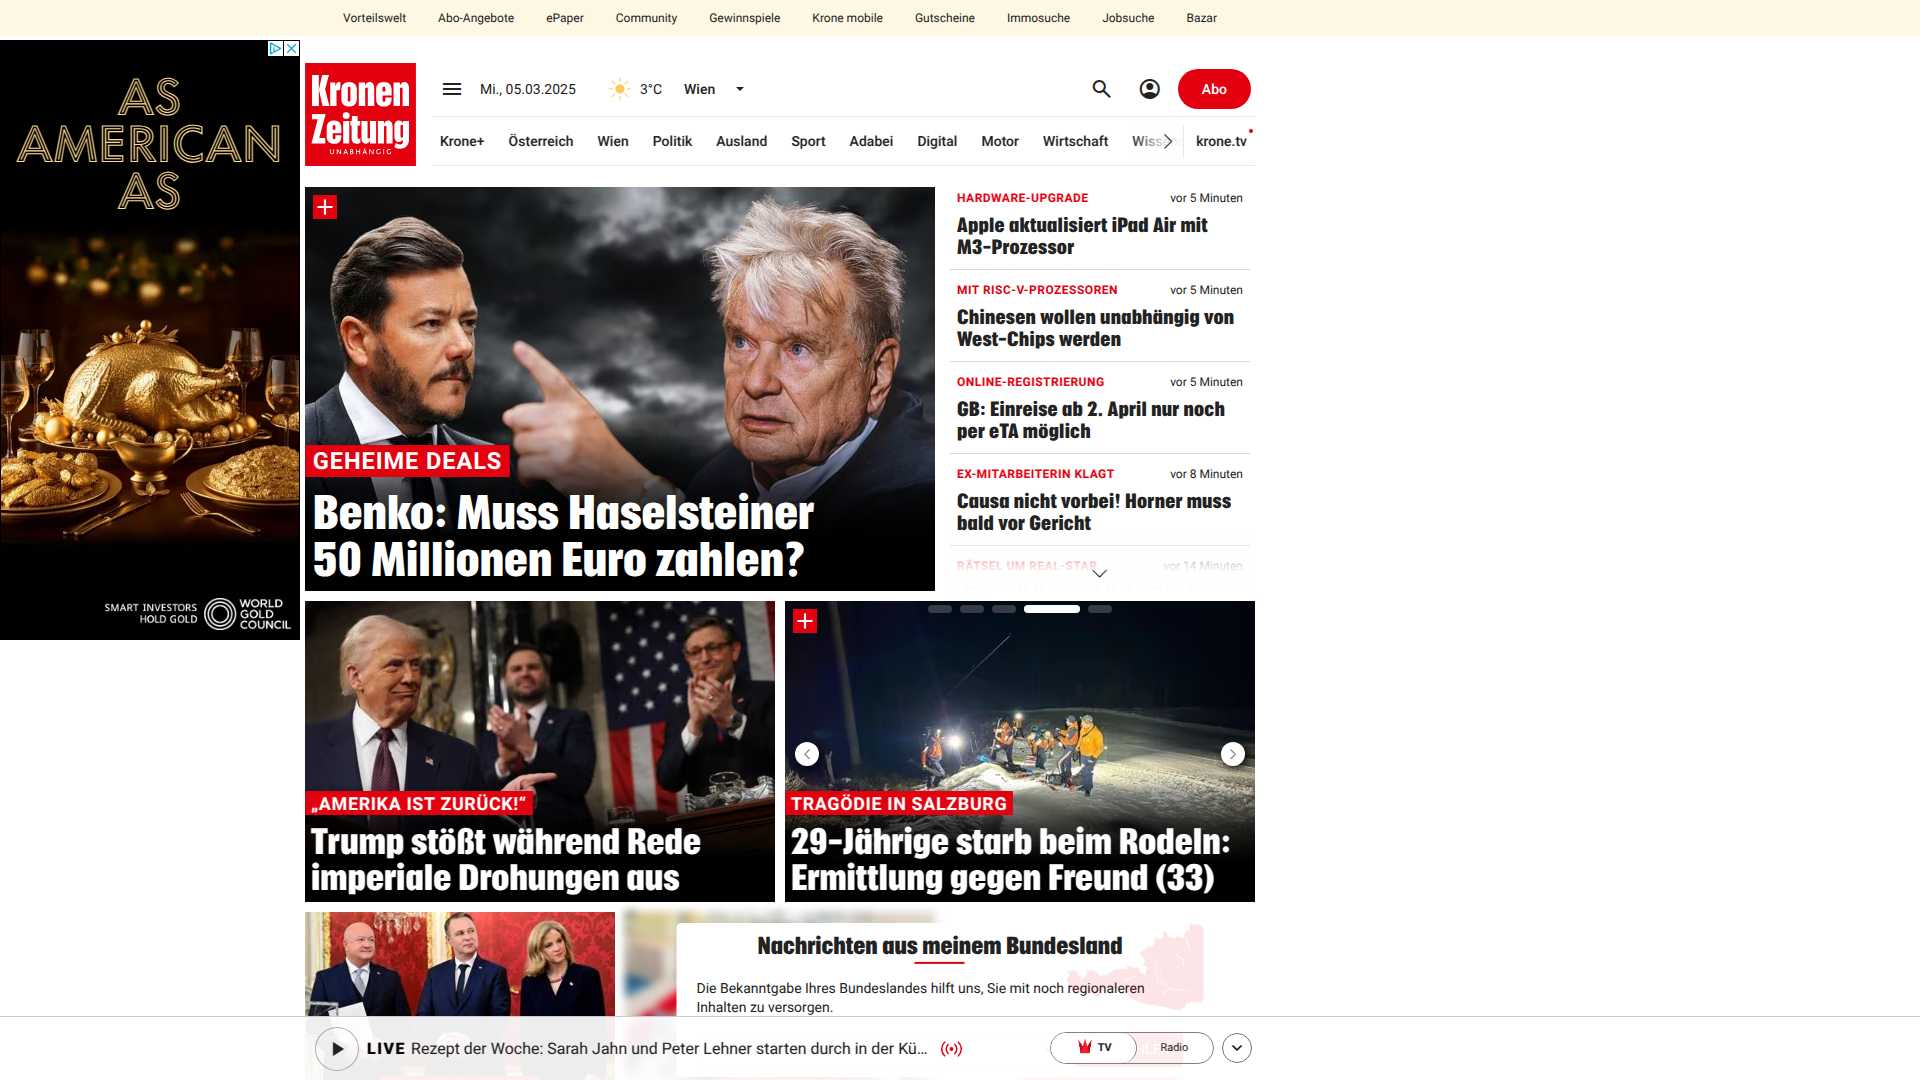 Vorteilswelt Abo-Angebote ePaper Community Gewinnspiele Krone mobile Gutscheine Immosuche Jobsuche Bazar
AS
AMERICAN
AS
SMART INVESTORS
HOLD GOLD
WORLD
GOLD
COUNCIL
Kronen
Zeitung
UNABHÄNGIG
Mi., 05.03.2025 3°C Wien
Abo
Krone+ Österreich Wien Politik Ausland Sport Adabei Digital Motor Wirtschaft krone.tv
GEHEIME DEALS
Benko: Muss Haselsteiner
50 Millionen Euro zahlen?
HARDWARE-UPGRADE vor 5 Minuten
Apple aktualisiert iPad Air mit
M3-Prozessor
MIT RISC-V-PROZESSOREN vor 5 Minuten
Chinesen wollen unabhängig von
West-Chips werden
ONLINE-REGISTRIERUNG vor 5 Minuten
GB: Einreise ab 2. April nur noch
per eTA möglich
EX-MITARBEITERIN KLAGT vor 8 Minuten
Causa nicht vorbei! Horner muss
bald vor Gericht
RÄTSEL UM REAL-STAR vor 14 Minuten
„AMERIKA IST ZURÜCK!“
Trump stößt während Rede
imperiale Drohungen aus
TRAGÖDIE IN SALZBURG
29-Jährige starb beim Rodeln:
Ermittlung gegen Freund (33)
Nachrichten aus meinem Bundesland
Die Bekanntgabe Ihres Bundeslandes hilft uns, Sie mit noch regionaleren
Inhalten zu versorgen.
LIVE Rezept der Woche: Sarah Jahn und Peter Lehner starten durch in der Kü...
TV Radio